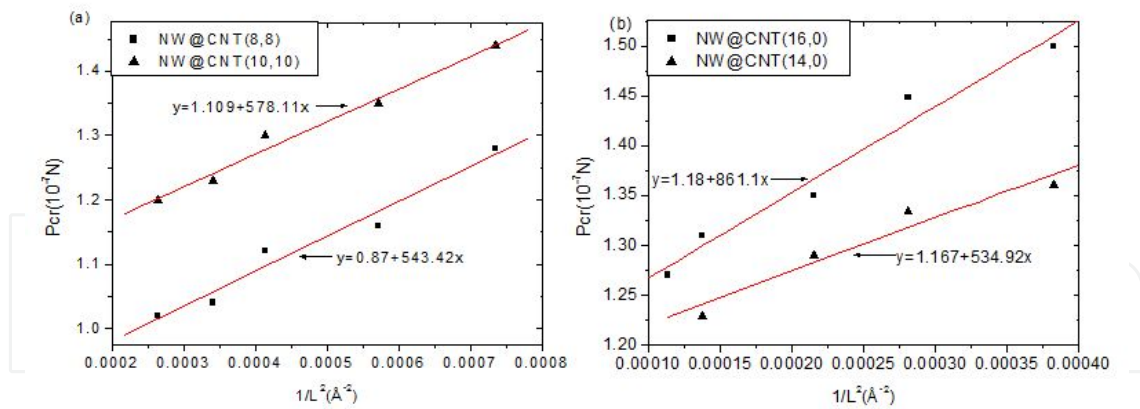 (a)
NW@CNT(8,8)
NW@CNT(10,10)
y=1.109+578.11x
y=0.87+543.42x
1.4
1.3
1.2
1.1
1.0
Pcr(10⁻⁷N)
0.0002 0.0003 0.0004 0.0005 0.0006 0.0007 0.0008
1/L²(Å⁻²)
(b)
NW@CNT(16,0)
NW@CNT(14,0)
y=1.18+861.1x
y=1.167+534.92x
1.50
1.45
1.40
1.35
1.30
1.25
1.20
Pcr(10⁻⁷N)
0.00010 0.00015 0.00020 0.00025 0.00030 0.00035 0.00040
1/L²(Å⁻²)